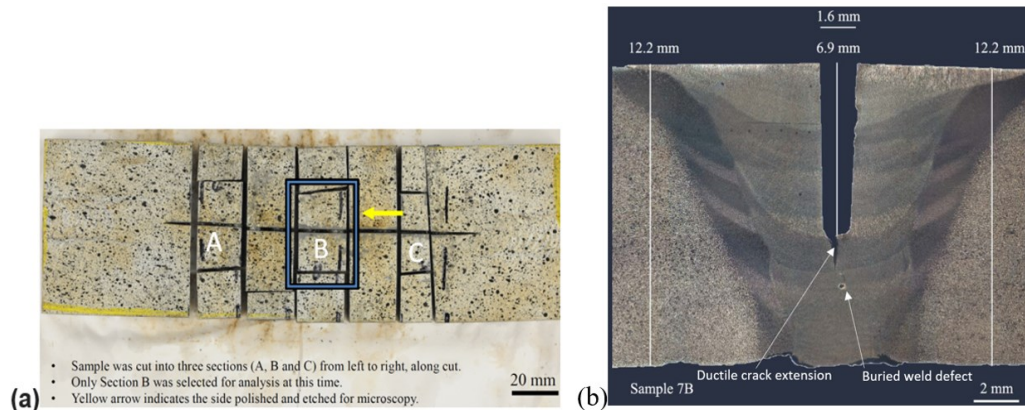 A
B
C
• Sample was cut into three sections (A, B and C) from left to right, along cut.
• Only Section B was selected for analysis at this time.
• Yellow arrow indicates the side polished and etched for microscopy.
20 mm
(a)
1.6 mm
12.2 mm
6.9 mm
12.2 mm
Ductile crack extension
Buried weld defect
Sample 7B
2 mm
(b)